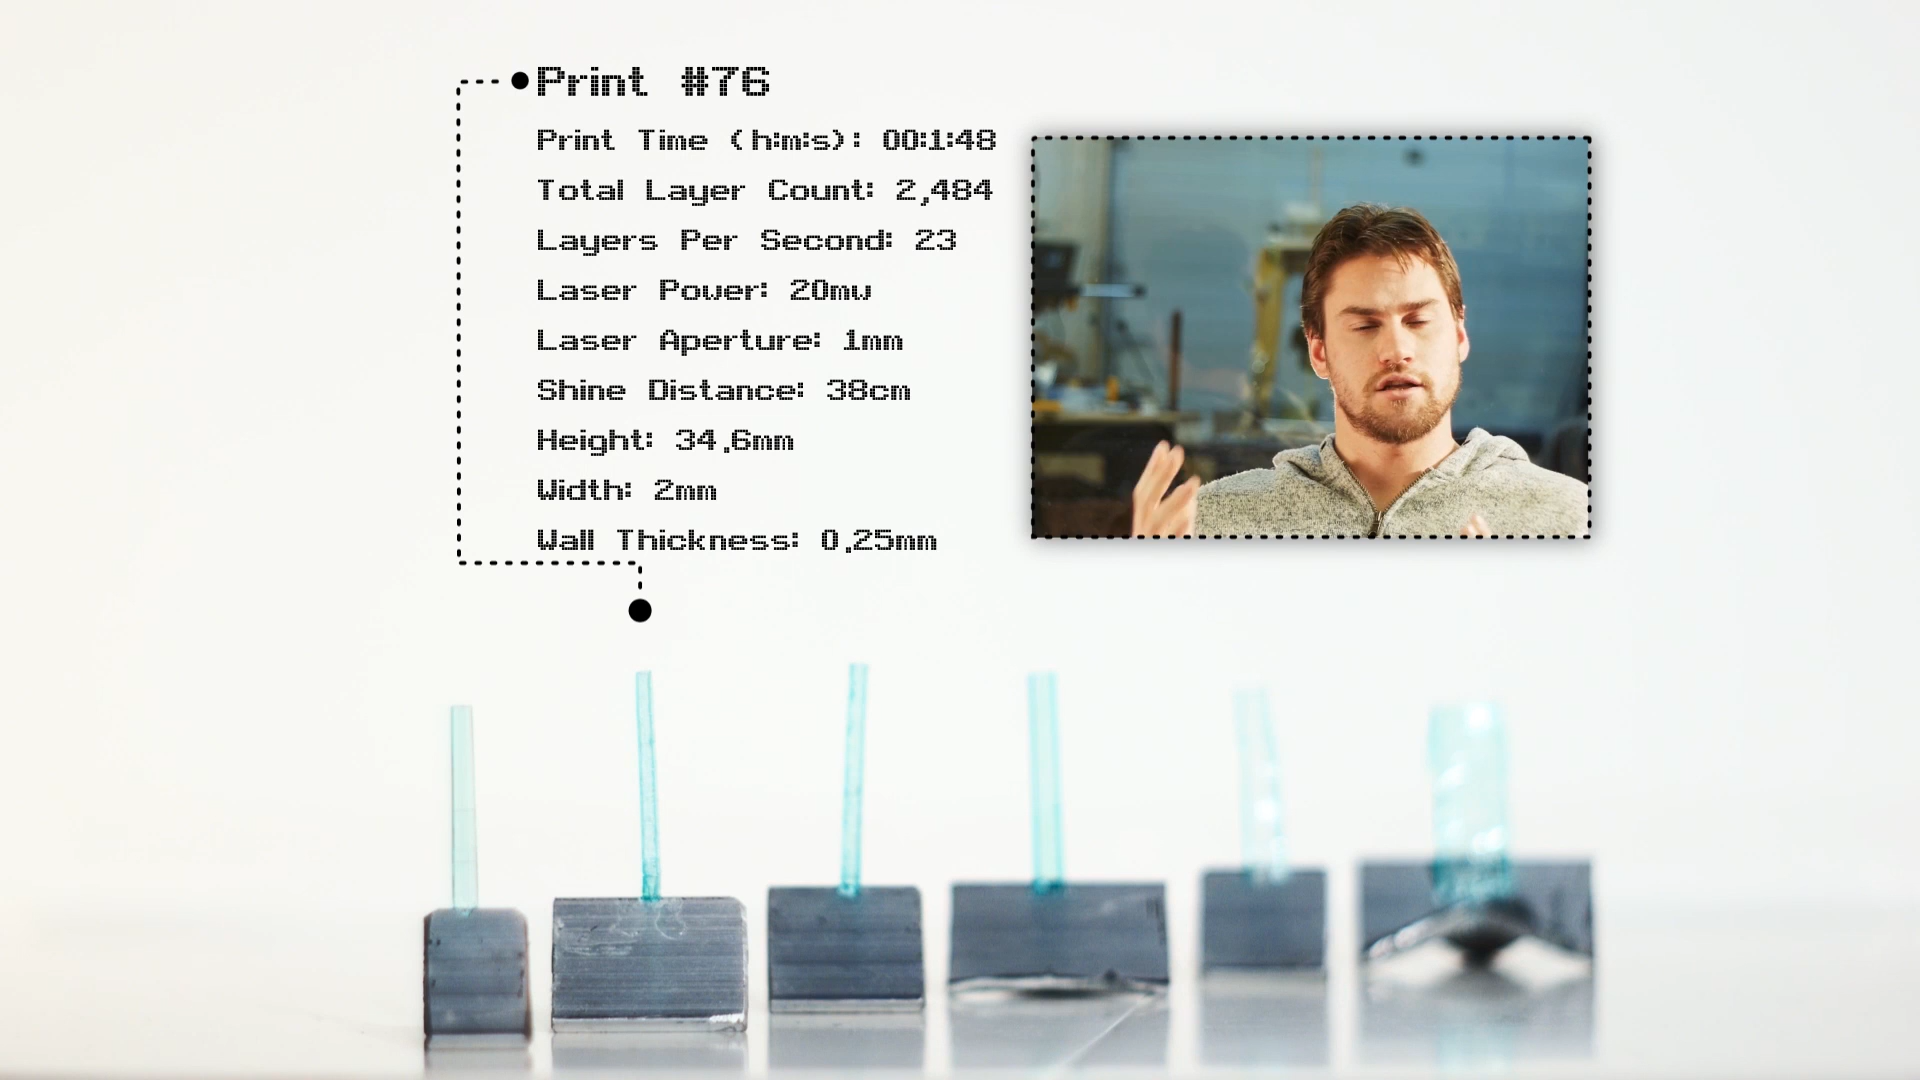 Print #76
Print Time (h:m:s): 00:1:48
Total Layer Count: 2,484
Layers Per Second: 23
Laser Power: 20mw
Laser Aperture: 1mm
Shine Distance: 38cm
Height: 34.6mm
Width: 2mm
Wall Thickness: 0.25mm